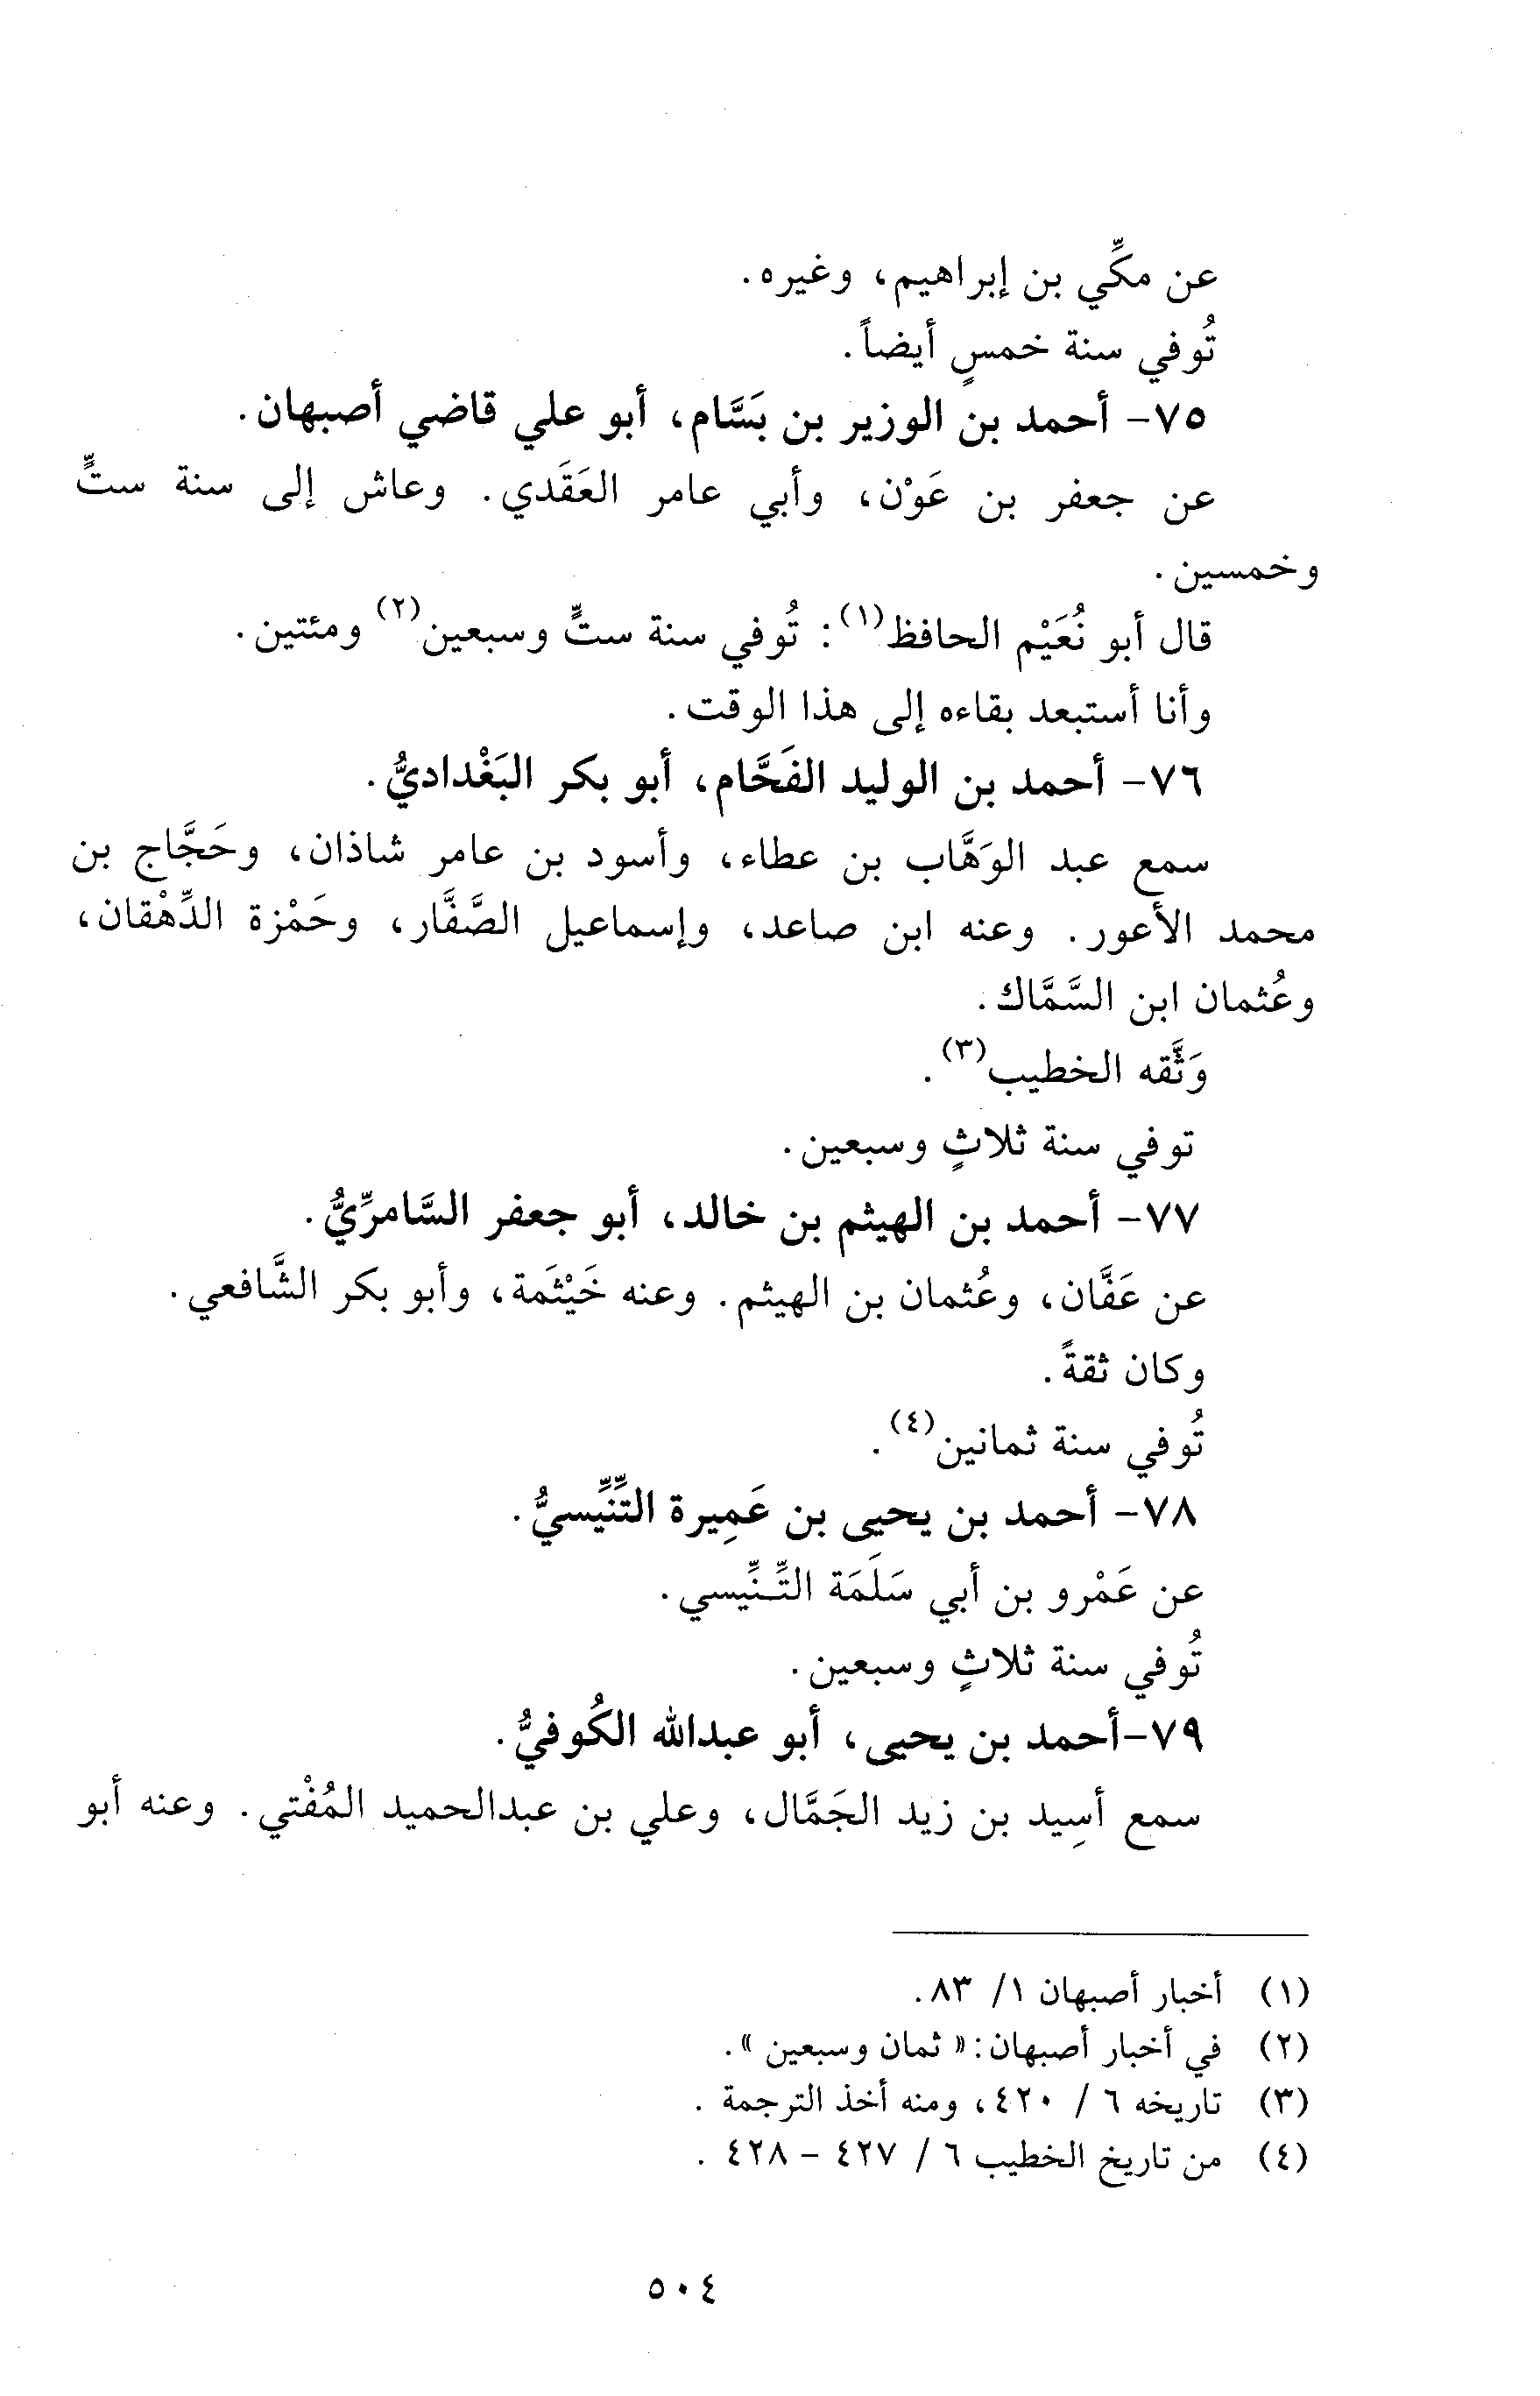 عن مكِّي بن إبراهيم، وغيره.
تُوفي سنة خمسٍ أيضاً.
٧٥- أحمد بن الوزير بن بَسَّام، أبو علي قاضي أصبهان.
عن جعفر بن عَوْن، وأبي عامر العَقَدي. وعاش إلى سنة ستٍّ
وخمسين.
قال أبو نُعَيْم الحافظ(١): تُوفي سنة ستٍّ وسبعين(٢) ومئتين.
وأنا أستبعد بقاءه إلى هذا الوقت.
٧٦- أحمد بن الوليد الفَحَّام، أبو بكر البَغْداديُّ.
سمع عبد الوَهَّاب بن عطاء، وأسود بن عامر شاذان، وحَجَّاج بن
محمد الأعور. وعنه ابن صاعد، وإسماعيل الصَّفَّار، وحَمْزة الدِّهْقان،
وعُثمان ابن السَّمَّاك.
وَثَّقه الخطيب(٣).
توفي سنة ثلاثٍ وسبعين.
٧٧- أحمد بن الهيثم بن خالد، أبو جعفر السَّامرِّيُّ.
عن عَفَّان، وعُثمان بن الهيثم. وعنه خَيْثَمة، وأبو بكر الشَّافعي.
وكان ثقةً.
تُوفي سنة ثمانين(٤).
٧٨- أحمد بن يحيى بن عَمِيرة التِّنِّيسيُّ.
عن عَمْرو بن أبي سَلَمَة التِّنِّيسي.
تُوفي سنة ثلاثٍ وسبعين.
٧٩-أحمد بن يحيى، أبو عبدالله الكُوفيُّ.
سمع أسِيد بن زيد الجَمَّال، وعلي بن عبدالحميد المُفْتي. وعنه أبو
(١) أخبار أصبهان ١/ ٨٣.
(٢) في أخبار أصبهان: « ثمان وسبعين ».
(٣) تاريخه ٦ / ٤٢٠، ومنه أخذ الترجمة .
(٤) من تاريخ الخطيب ٦ / ٤٢٧ - ٤٢٨ .
٥٠٤